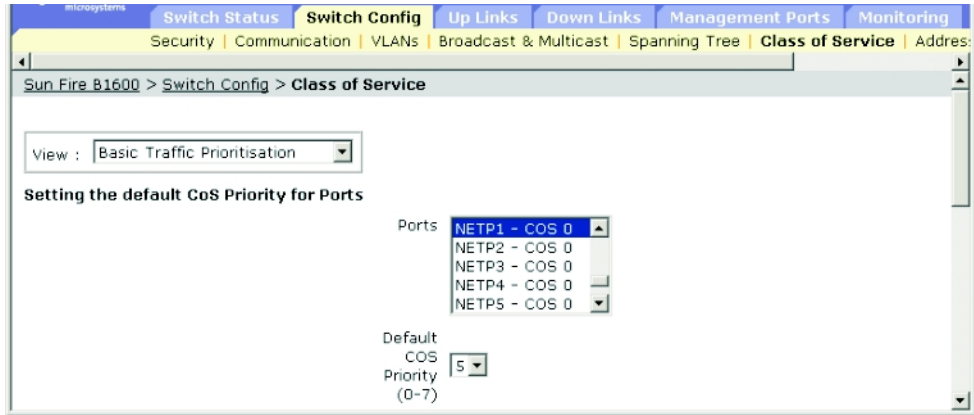 microsystems
Switch Status Switch Config Up Links Down Links Management Ports Monitoring
Security | Communication | VLANs | Broadcast & Multicast | Spanning Tree | Class of Service | Addres
Sun Fire B1600 > Switch Config > Class of Service
View : Basic Traffic Prioritisation
Setting the default CoS Priority for Ports
Ports
NETP1 - COS 0
NETP2 - COS 0
NETP3 - COS 0
NETP4 - COS 0
NETP5 - COS 0
Default
COS
Priority
(0-7)
5